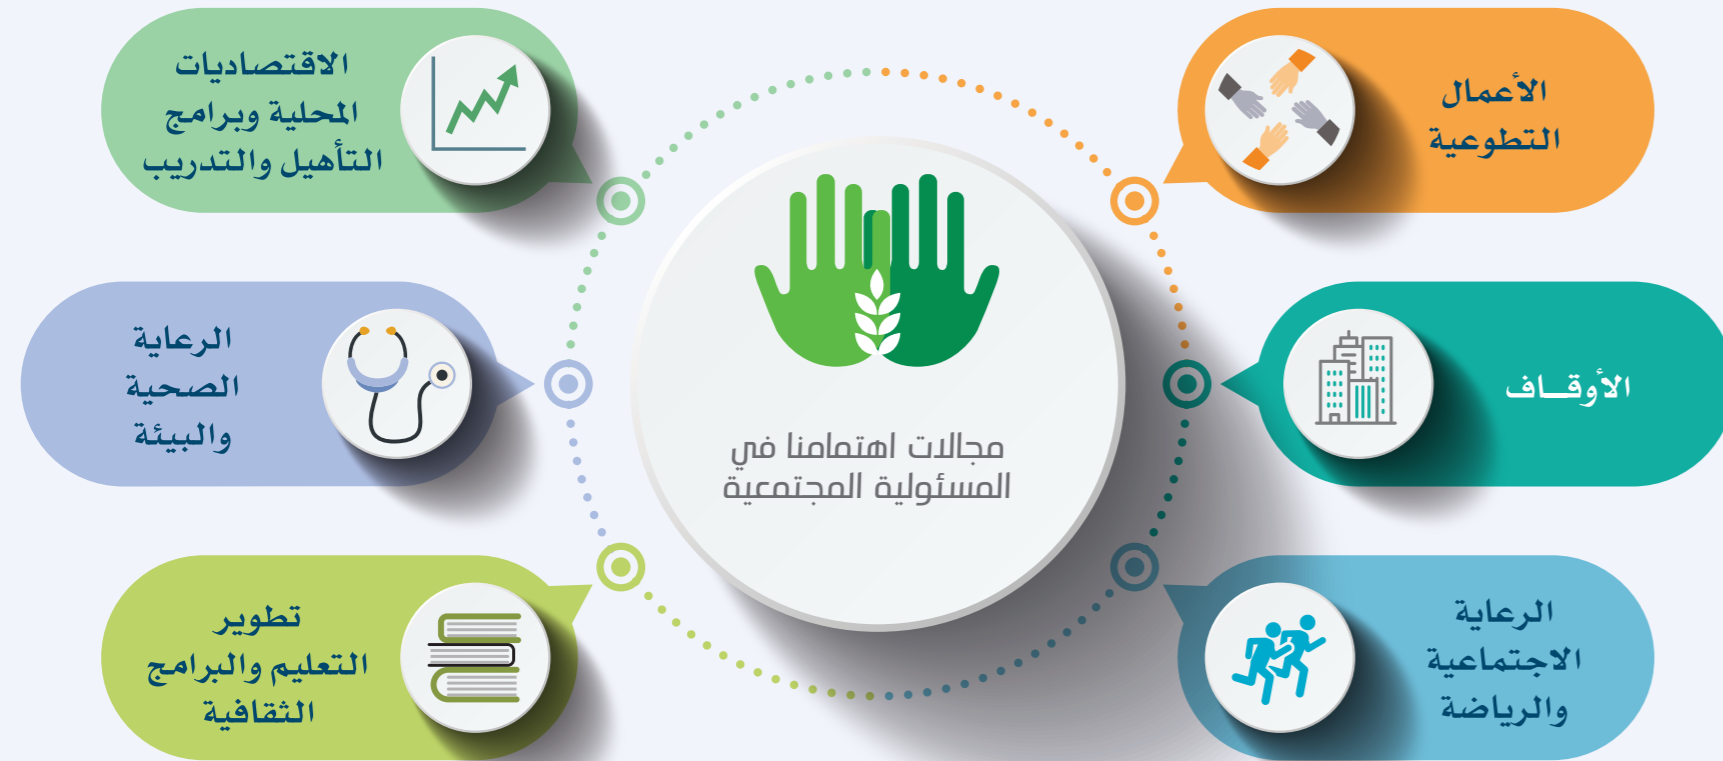 مجالات اهتمامنا في
المسئولية المجتمعية
الأعمال
التطوعية
الأوقــاف
الرعاية
الاجتماعية
والرياضة
الاقتصاديات
المحلية وبرامج
التأهيل والتدريب
الرعاية
الصحية
والبيئة
تطوير
التعليم والبرامج
الثقافية